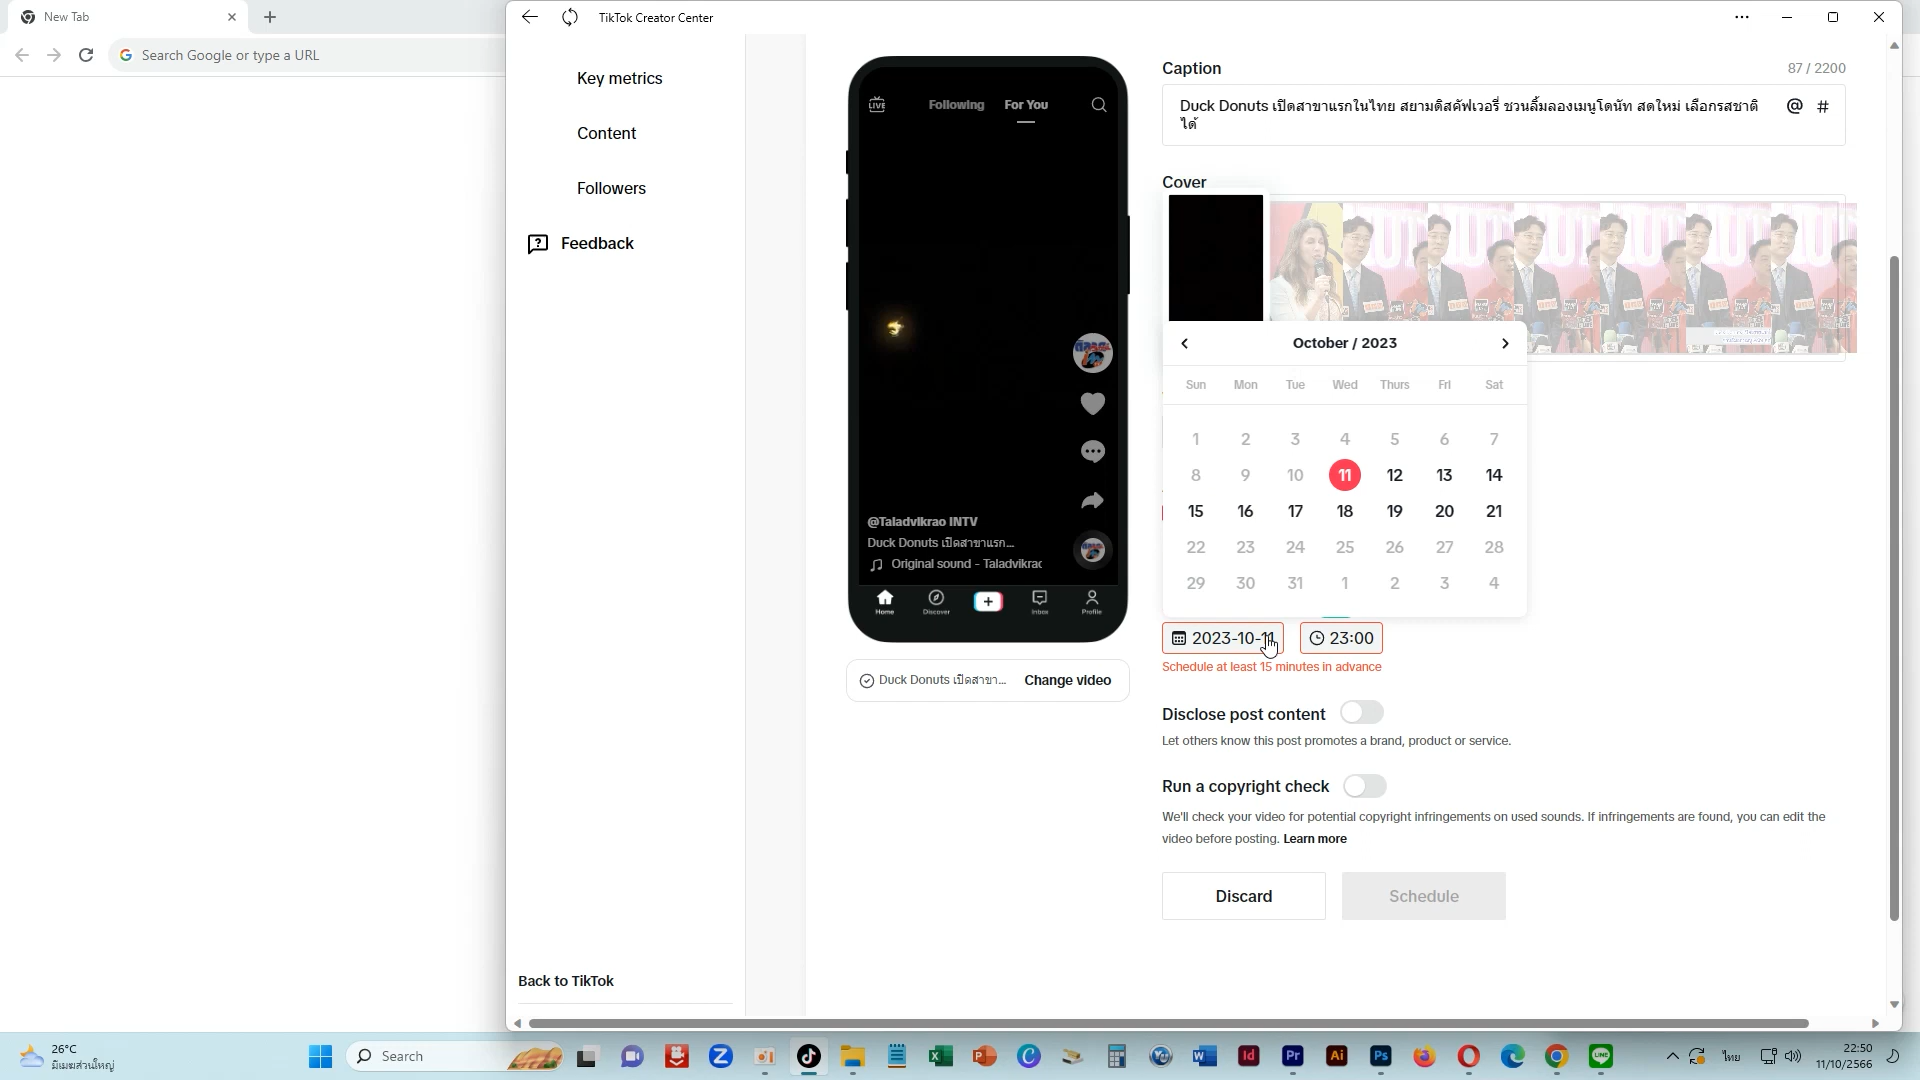 New Tab
Search Google or type a URL
TikTok Creator Center
Key metrics
Content
Followers
Feedback
Back to TikTok
LIVE
Following
For You
@Taladvikrao INTV
Duck Donuts เปิดสาขาแรก...
Original sound - Taladvikrac
Home
Discover
Inbox
Profile
Duck Donuts เปิดสาขา...
Change video
Caption
87 / 2200
Duck Donuts เปิดสาขาแรกในไทย สยามดิสคัฟเวอรี่ ชวนลิ้มลองเมนูโดนัท สดใหม่ เลือกรสชาติ
ได้
@ #
Cover
October / 2023
Sun Mon Tue Wed Thurs Fri Sat
1 2 3 4 5 6 7
8 9 10 11 12 13 14
15 16 17 18 19 20 21
22 23 24 25 26 27 28
29 30 31 1 2 3 4
2023-10-11
23:00
Schedule at least 15 minutes in advance
Disclose post content
Let others know this post promotes a brand, product or service.
Run a copyright check
We'll check your video for potential copyright infringements on used sounds. If infringements are found, you can edit the
video before posting. Learn more
Discard
Schedule
26°C
มีเมฆส่วนใหญ่
Search
ไทย
22:50
11/10/2566